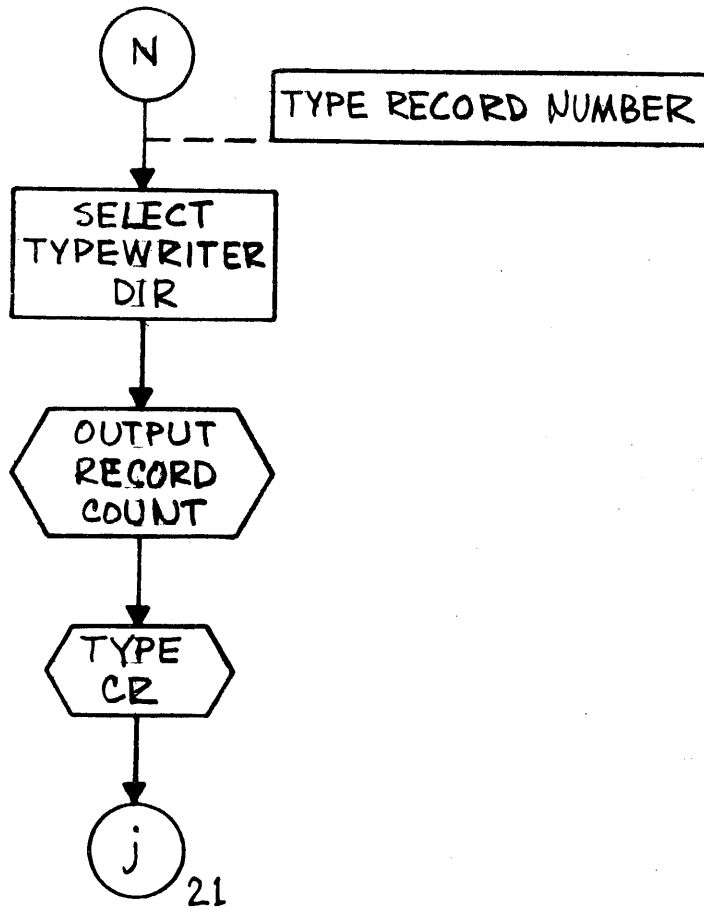 N
TYPE RECORD NUMBER
SELECT
TYPEWRITER
DIR
OUTPUT
RECORD
COUNT
TYPE
CR
j
21